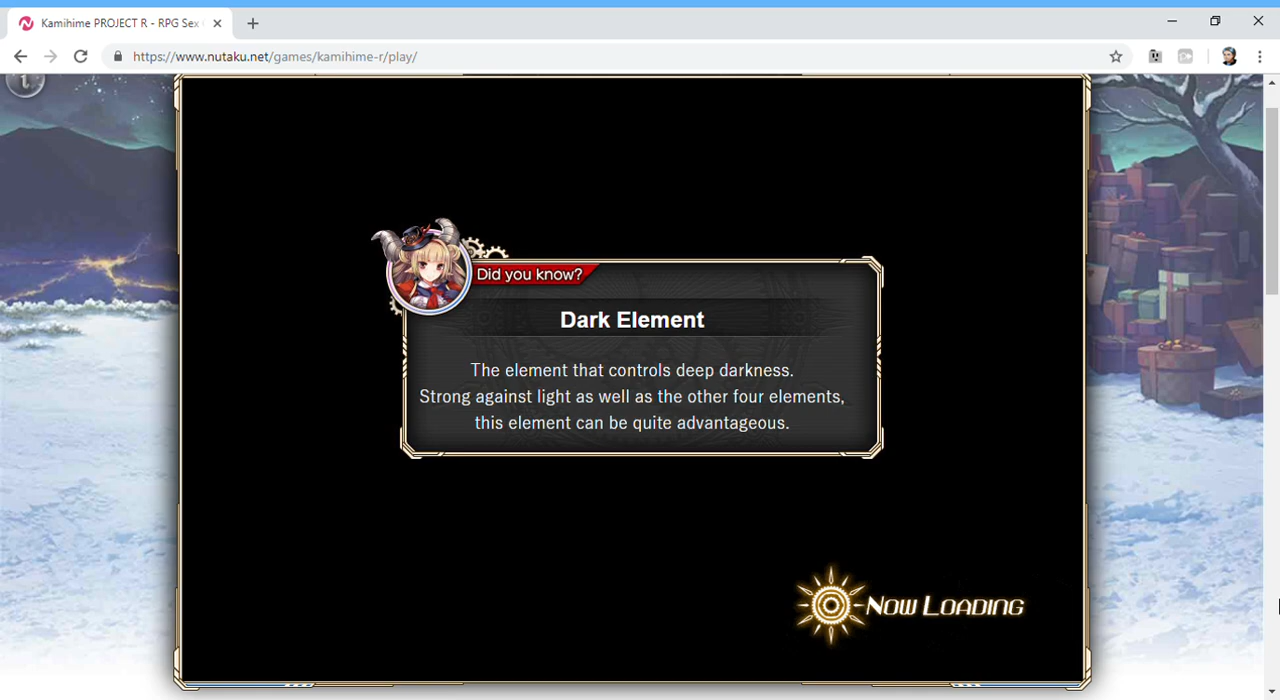 Kamihime PROJECT R - RPG Sex
https://www.nutaku.net/games/kamihime-r/play/
Did you know?
Dark Element
The element that controls deep darkness.
Strong against light as well as the other four elements,
this element can be quite advantageous.
Now Loading